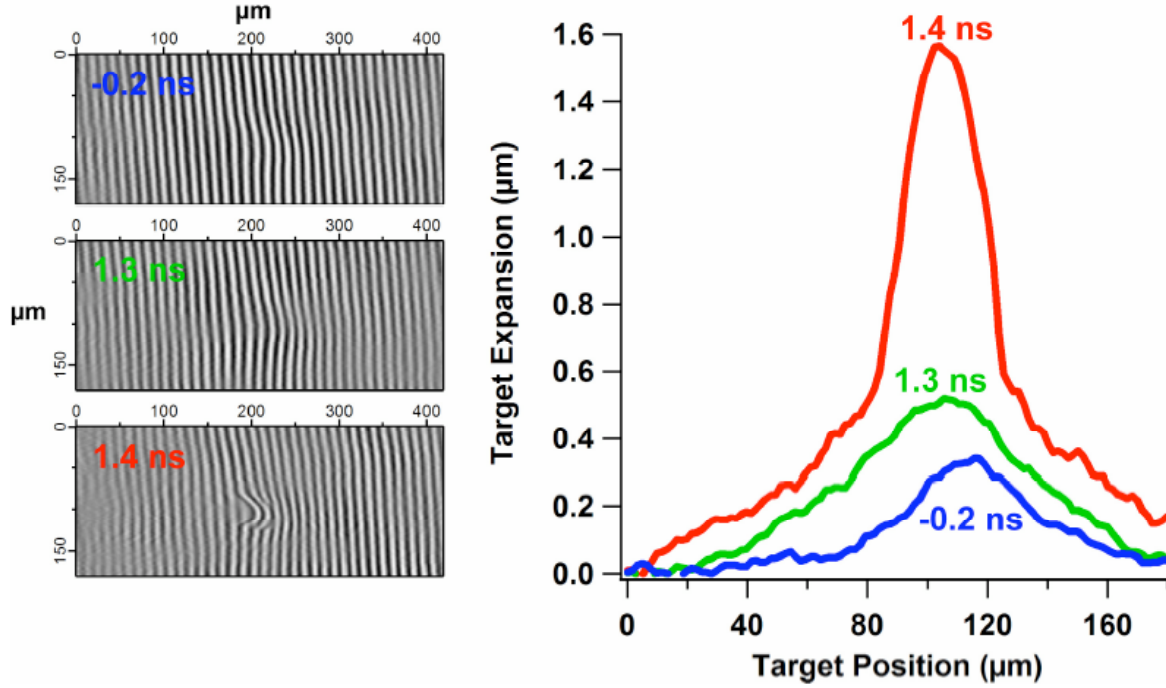 µm
0 100 200 300 400
0
150
-0.2 ns
0 100 200 300 400
0
150
1.3 ns
µm
0 100 200 300 400
0
150
1.4 ns
Target Expansion (µm)
1.6
1.4
1.2
1.0
0.8
0.6
0.4
0.2
0.0
1.4 ns
1.3 ns
-0.2 ns
0 40 80 120 160
Target Position (µm)